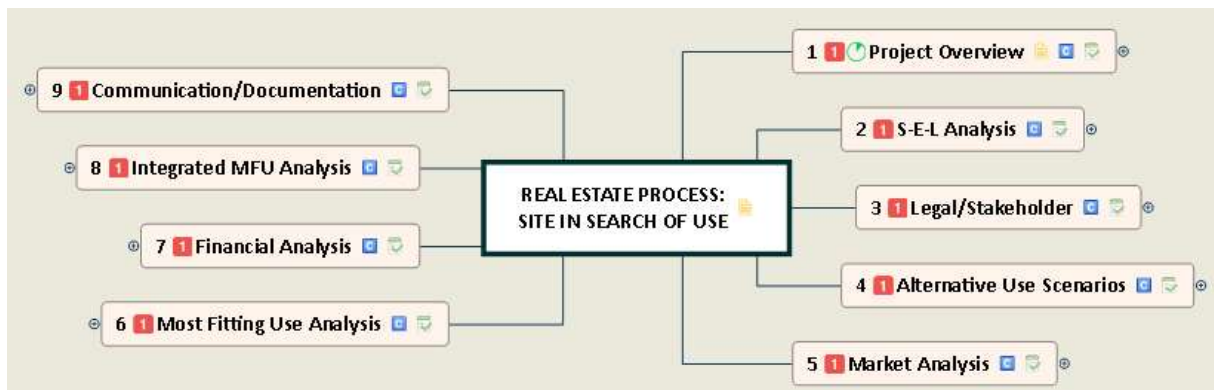 REAL ESTATE PROCESS:
SITE IN SEARCH OF USE
1 1 Project Overview C
2 1 S-E-L Analysis C
3 1 Legal/Stakeholder C
4 1 Alternative Use Scenarios C
5 1 Market Analysis C
6 1 Most Fitting Use Analysis C
7 1 Financial Analysis C
8 1 Integrated MFU Analysis C
9 1 Communication/Documentation C